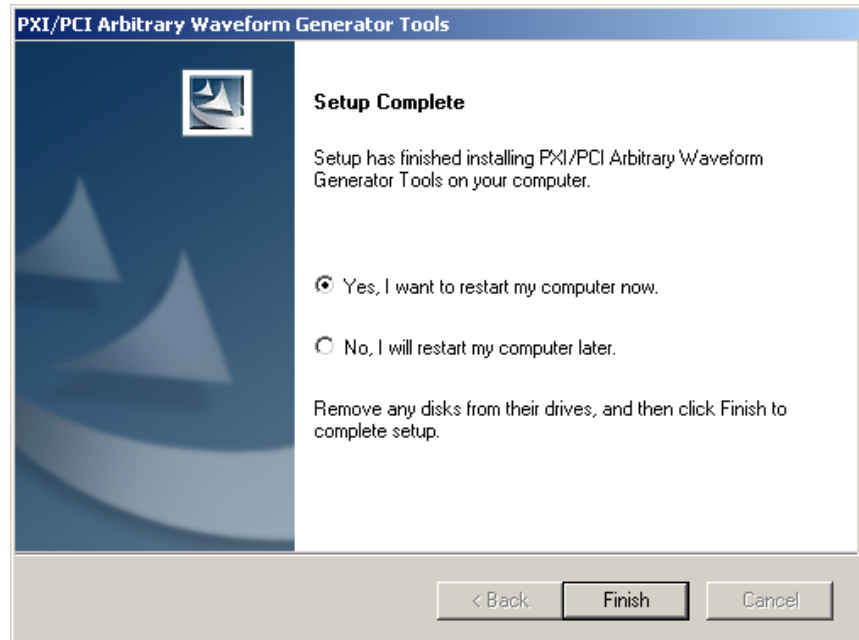 PXI/PCI Arbitrary Waveform Generator Tools
Setup Complete
Setup has finished installing PXI/PCI Arbitrary Waveform
Generator Tools on your computer.
Yes, I want to restart my computer now.
No, I will restart my computer later.
Remove any disks from their drives, and then click Finish to
complete setup.
< Back Finish Cancel